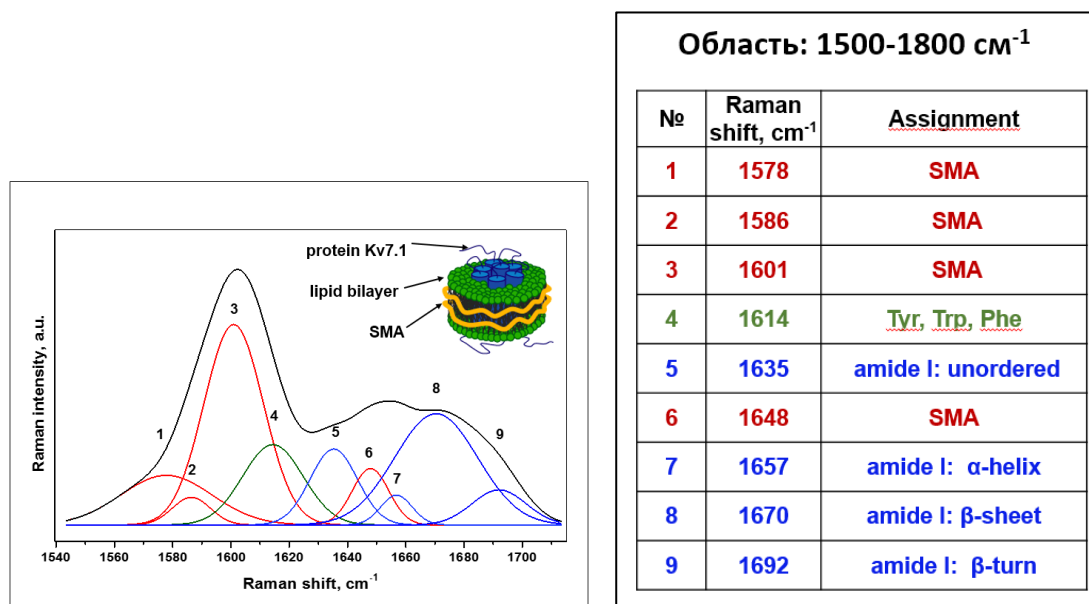 protein Kv7.1
lipid bilayer
SMA
1
2
3
4
5
6
7
8
9
Raman intensity, a.u.
1540 1560 1580 1600 1620 1640 1660 1680 1700
Raman shift, cm-1
Область: 1500-1800 см-1
№ Raman shift, cm-1 Assignment
1 1578 SMA
2 1586 SMA
3 1601 SMA
4 1614 Tyr, Trp, Phe
5 1635 amide I: unordered
6 1648 SMA
7 1657 amide I: α-helix
8 1670 amide I: β-sheet
9 1692 amide I: β-turn